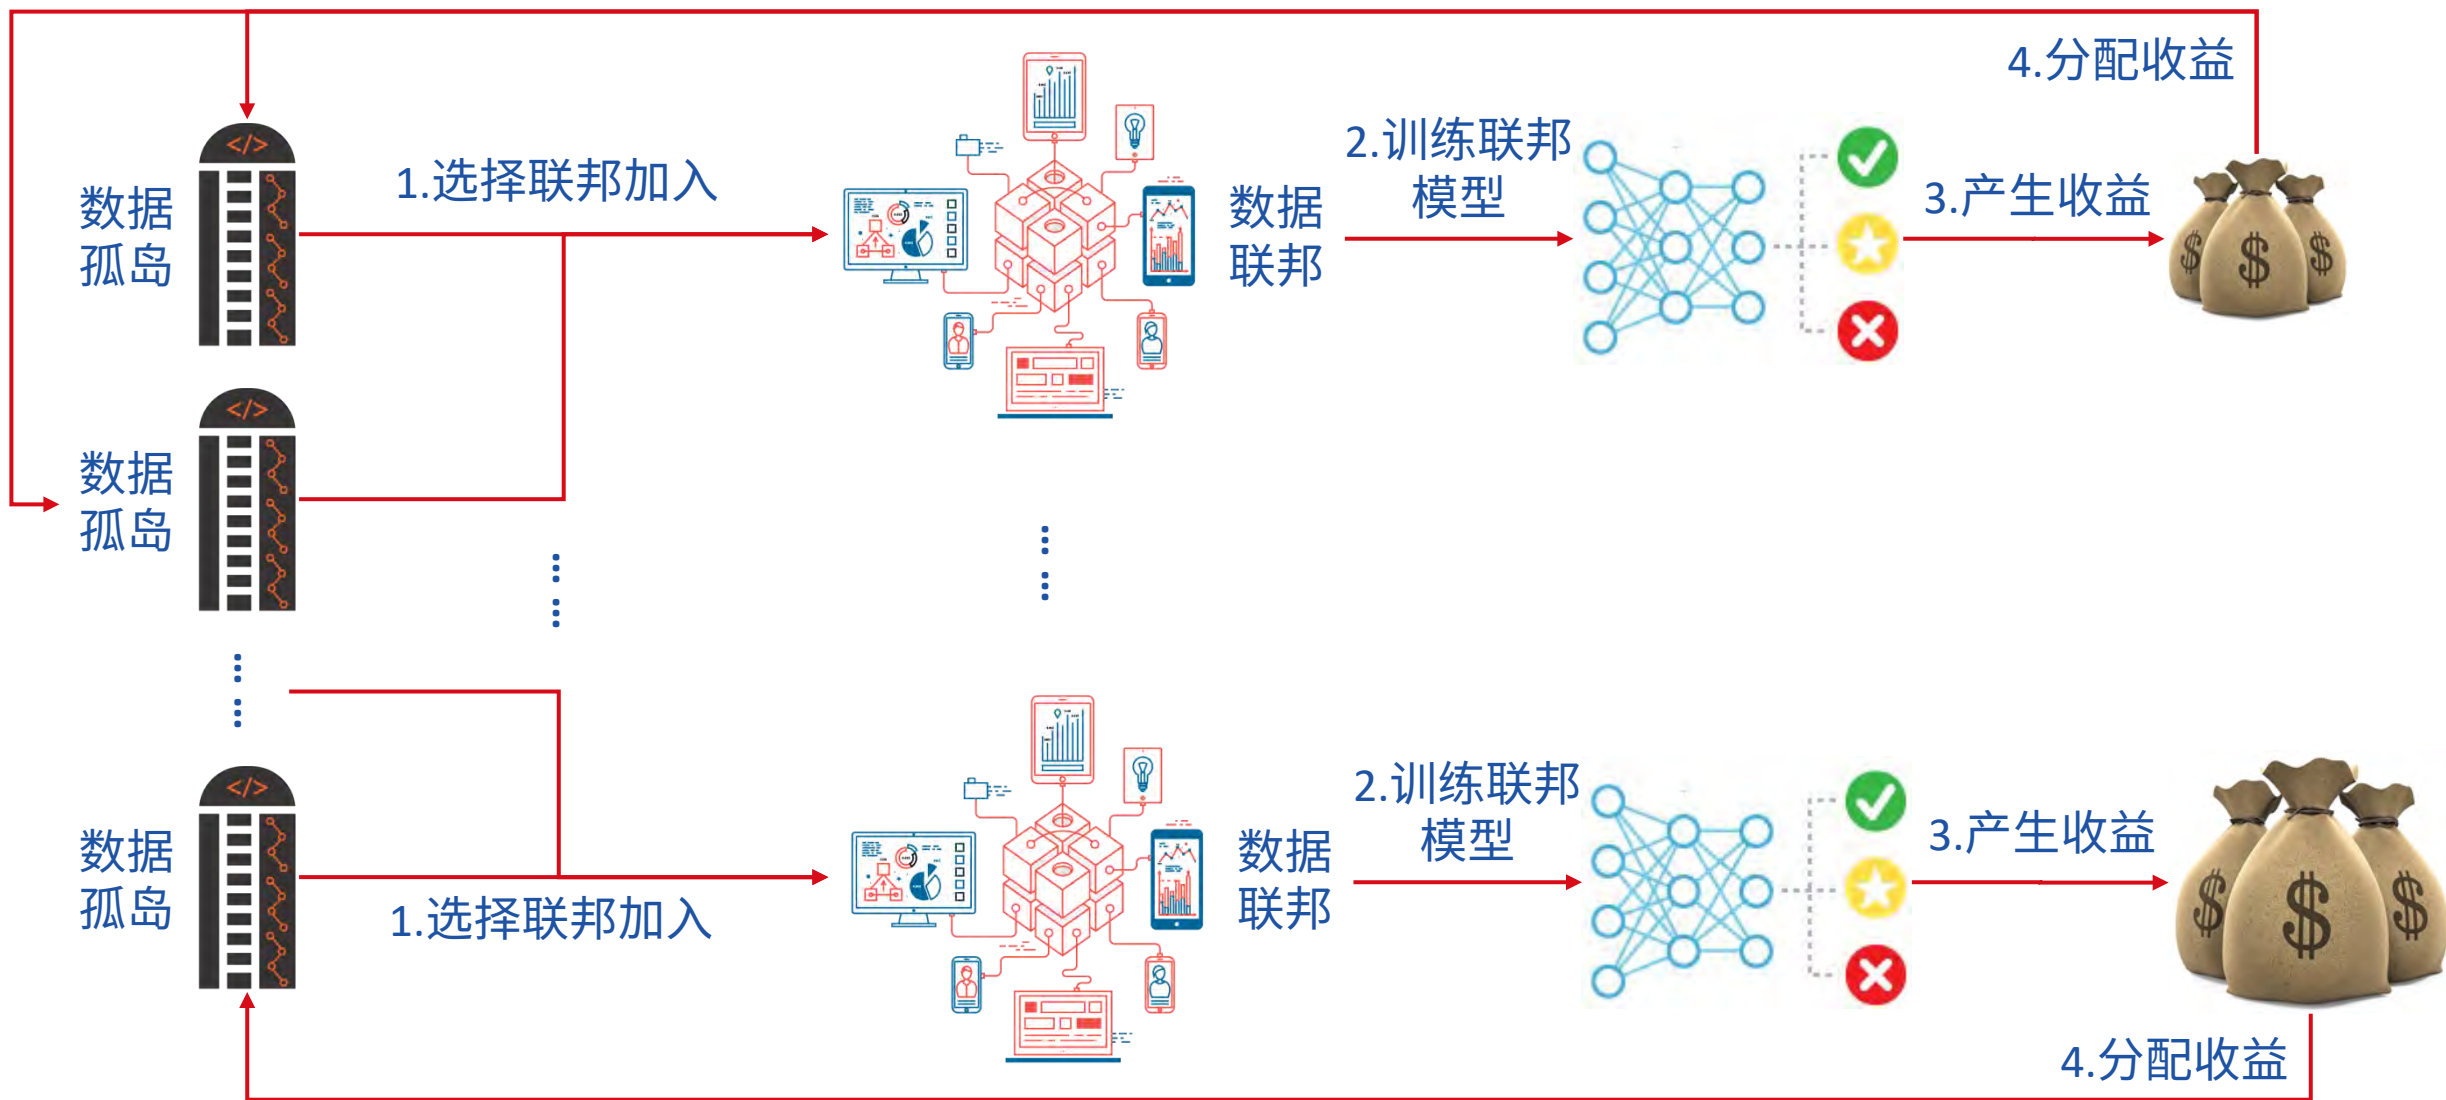 4.分配收益
</>
数据
孤岛
1.选择联邦加入
数据
联邦
2.训练联邦
模型
3.产生收益
$
$
$
</>
数据
孤岛
</>
数据
孤岛
1.选择联邦加入
数据
联邦
2.训练联邦
模型
3.产生收益
$
$
$
4.分配收益